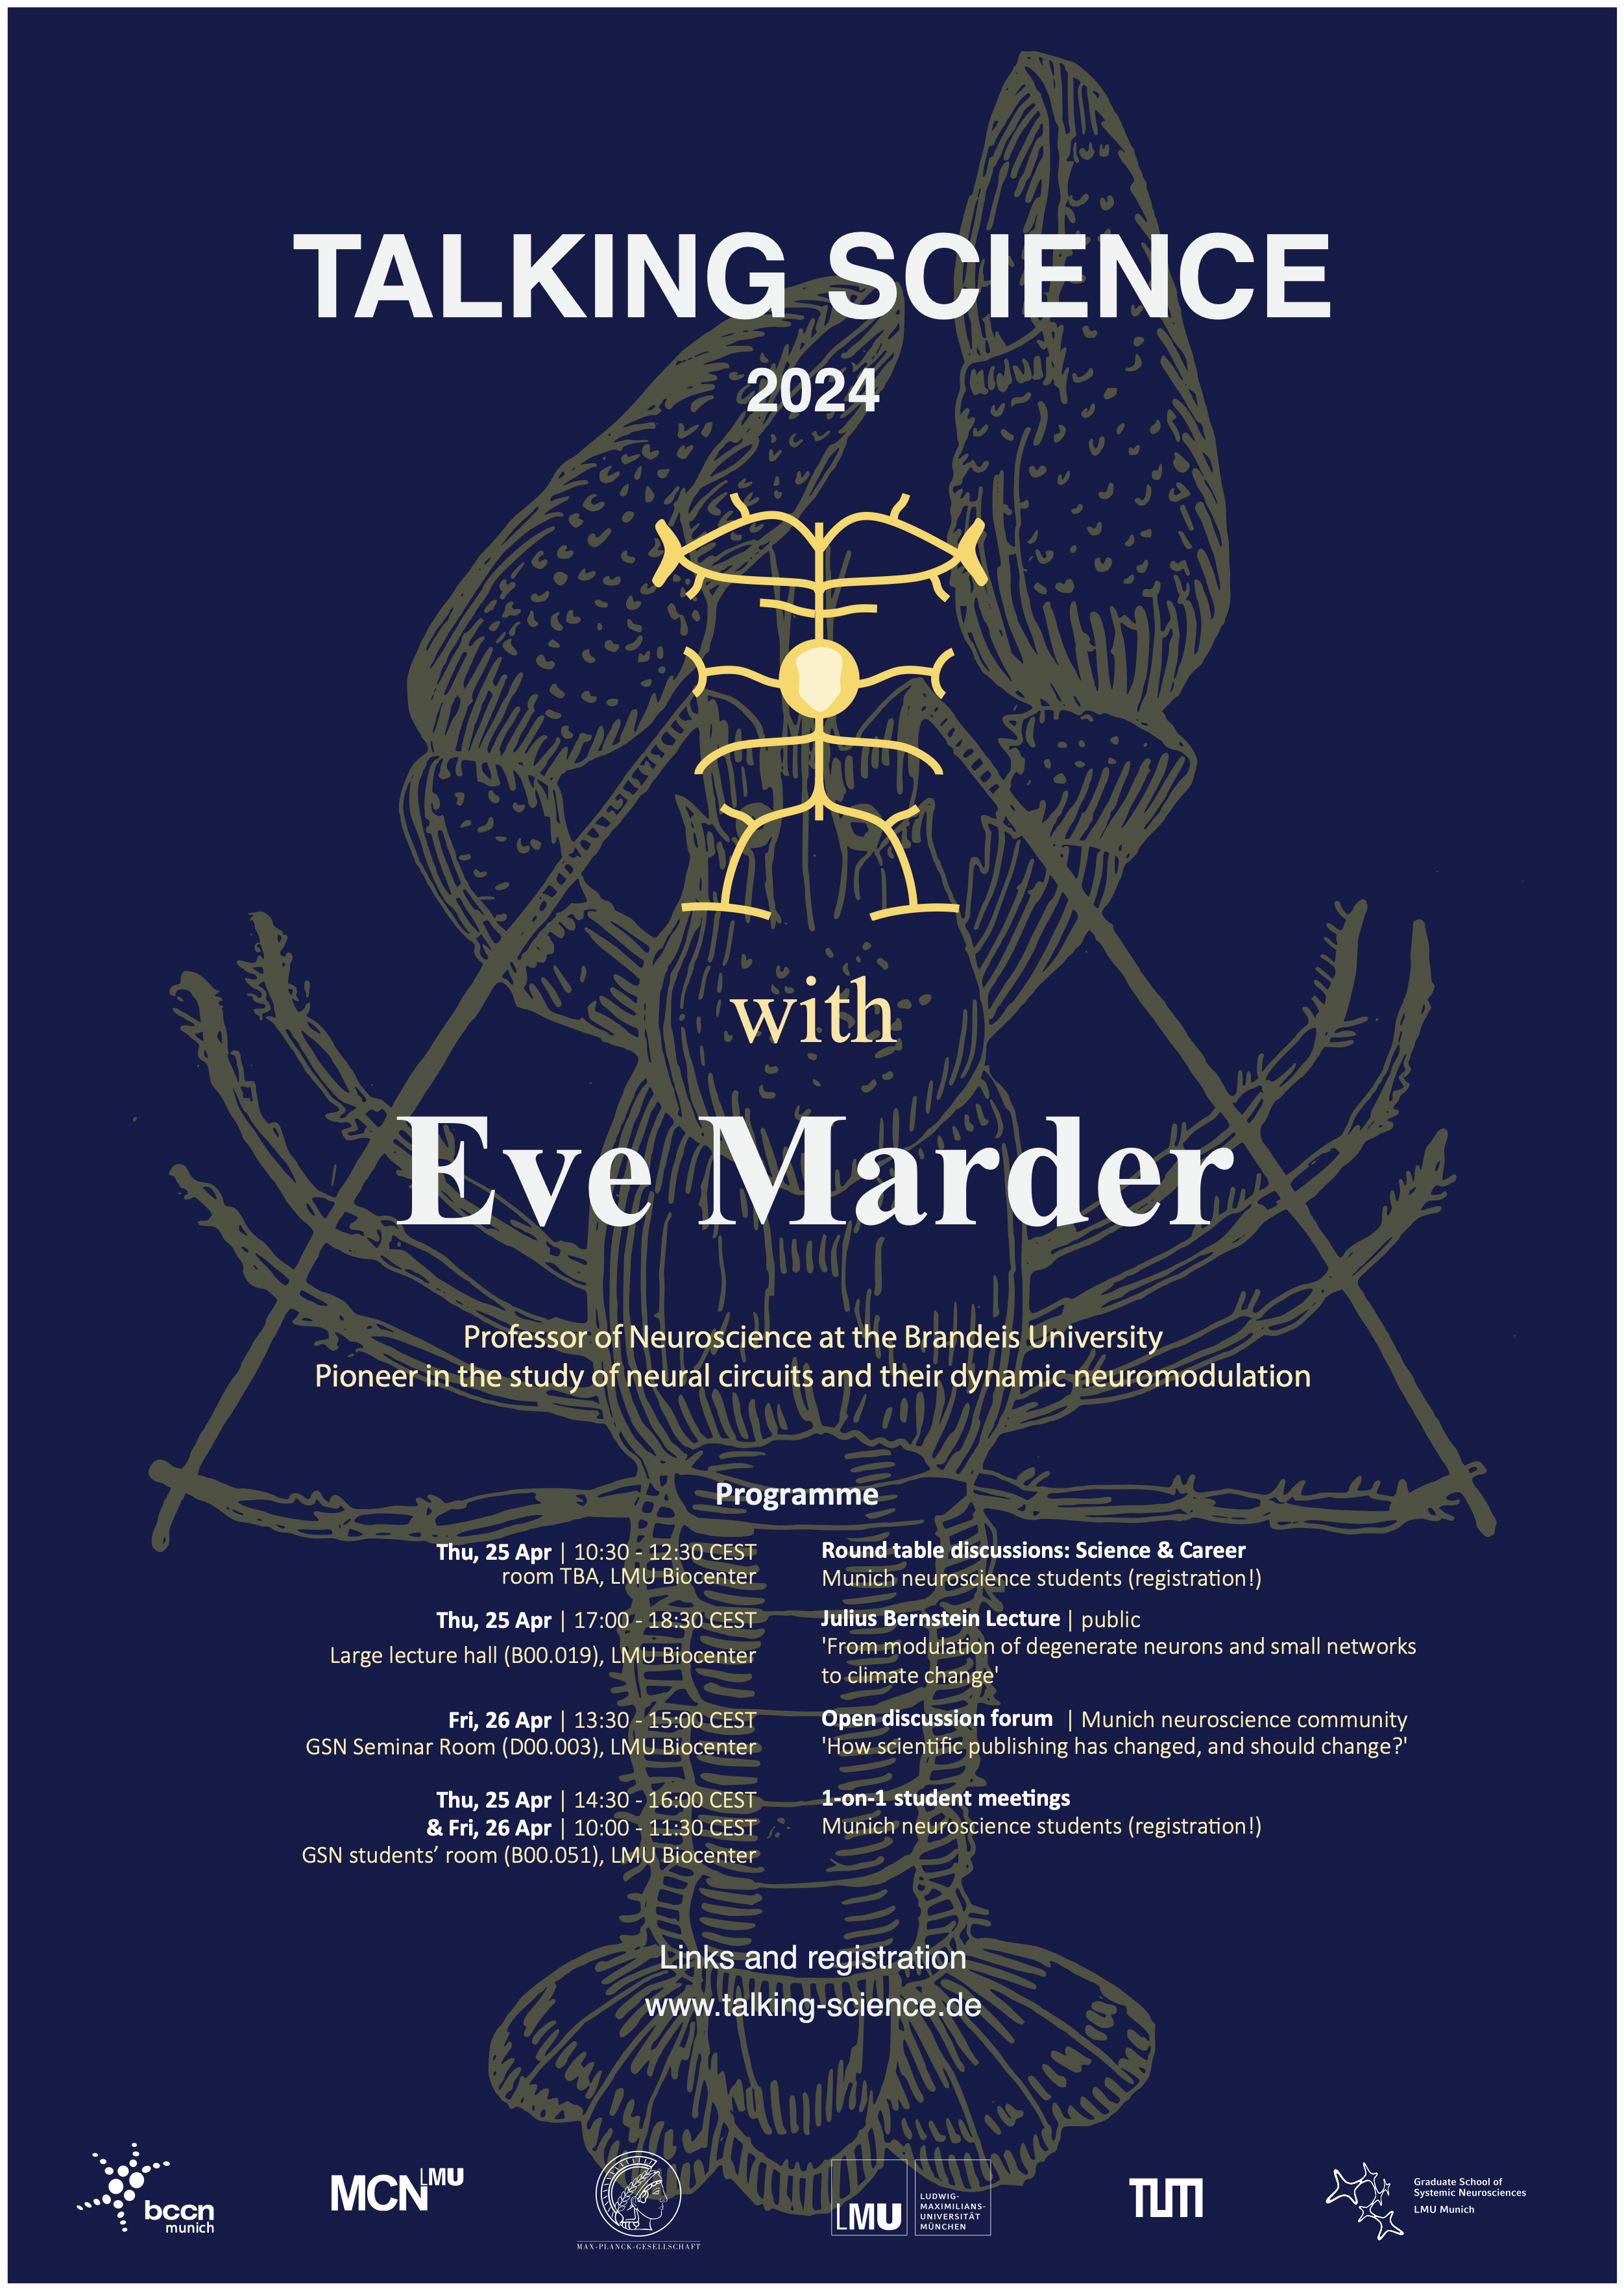 TALKING SCIENCE
2024
with
Eve Marder
Professor of Neuroscience at the Brandeis University
Pioneer in the study of neural circuits and their dynamic neuromodulation
Programme
Thu, 25 Apr | 10:30 - 12:30 CEST
room TBA, LMU Biocenter
Round table discussions: Science & Career
Munich neuroscience students (registration!)
Thu, 25 Apr | 17:00 - 18:30 CEST
Large lecture hall (B00.019), LMU Biocenter
Julius Bernstein Lecture | public
'From modulation of degenerate neurons and small networks
to climate change'
Fri, 26 Apr | 13:30 - 15:00 CEST
GSN Seminar Room (D00.003), LMU Biocenter
Open discussion forum | Munich neuroscience community
'How scientific publishing has changed, and should change?'
Thu, 25 Apr | 14:30 - 16:00 CEST
& Fri, 26 Apr | 10:00 - 11:30 CEST
GSN students’ room (B00.051), LMU Biocenter
1-on-1 student meetings
Munich neuroscience students (registration!)
Links and registration
www.talking-science.de
bccn
munich
MCN LMU
MAX-PLANCK-GESELLSCHAFT
LMU
LUDWIG-
MAXIMILIANS-
UNIVERSITÄT
MÜNCHEN
TUM
Graduate School of
Systemic Neurosciences
LMU Munich